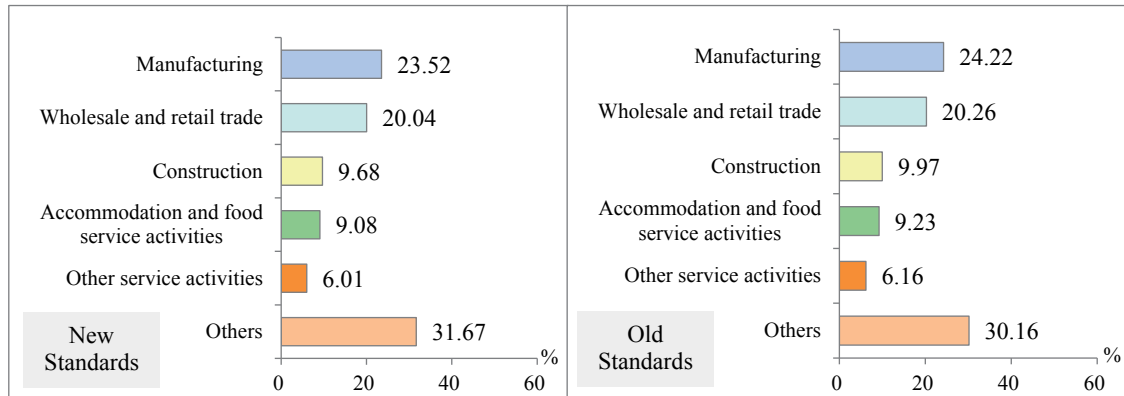 Manufacturing 23.52
Wholesale and retail trade 20.04
Construction 9.68
Accommodation and food
service activities 9.08
Other service activities 6.01
Others 31.67
New
Standards
%
0 20 40 60
Manufacturing 24.22
Wholesale and retail trade 20.26
Construction 9.97
Accommodation and food
service activities 9.23
Other service activities 6.16
Others 30.16
Old
Standards
%
0 20 40 60